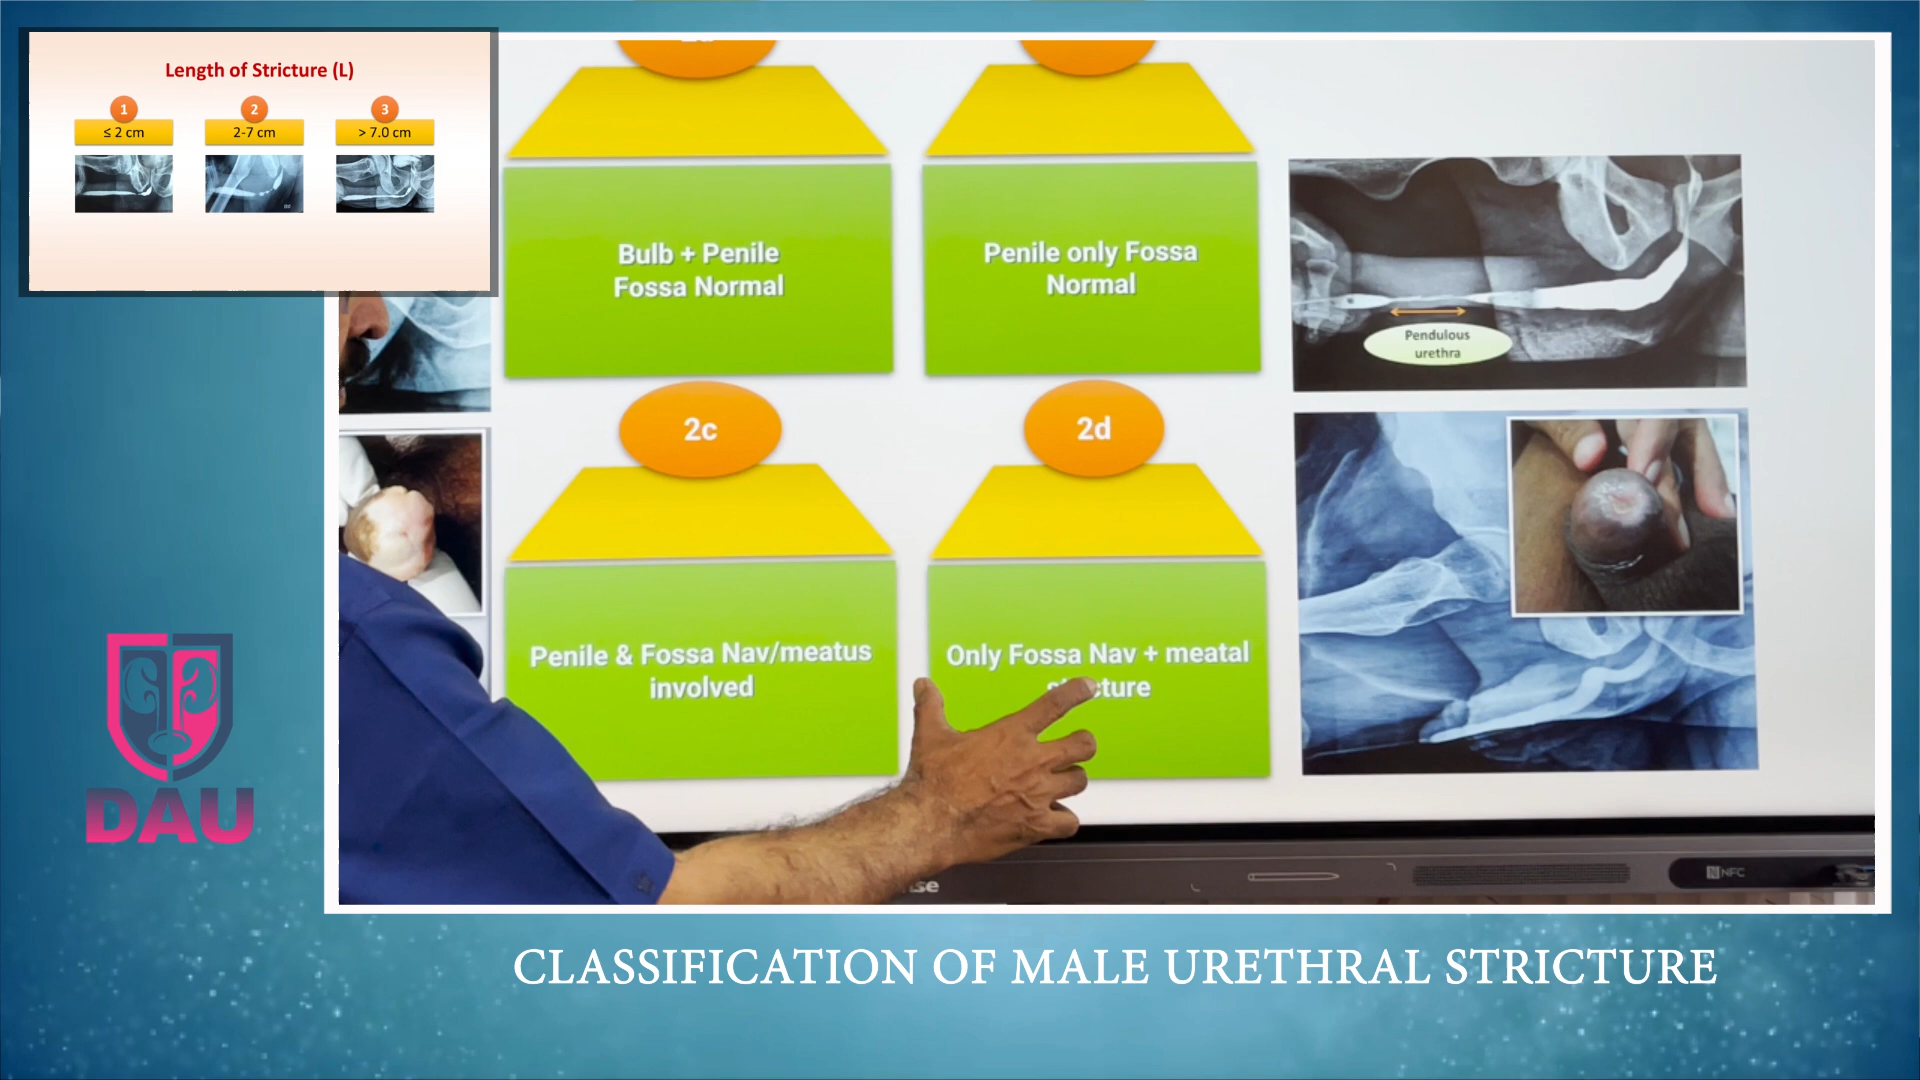 Length of Stricture (L)
1
2
3
≤ 2 cm
2-7 cm
> 7.0 cm
Bulb + Penile
Fossa Normal
Penile only Fossa
Normal
Pendulous
urethra
2c
2d
Penile & Fossa Nav/meatus
involved
Only Fossa Nav + meatal
NFC
DAU
CLASSIFICATION OF MALE URETHRAL STRICTURE